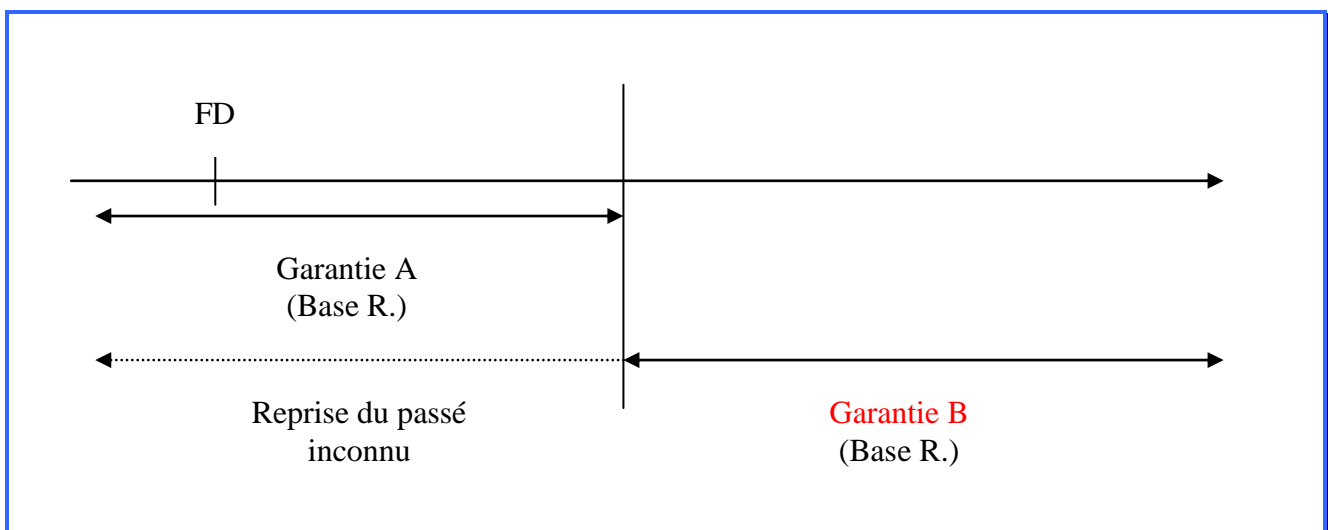 FD
Garantie A
(Base R.)
Reprise du passé
inconnu
Garantie B
(Base R.)